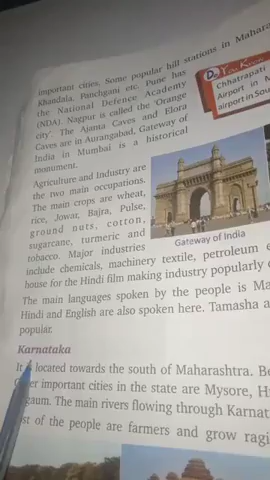 important cities. Some popular hill stations in Mahara
Khandala, Panchgani etc. Pune has
the National Defence Academy
(NDA). Nagpur is called the 'Orange
city'. The Ajanta Caves and Elora
Caves are in Aurangabad, Gateway of
India in Mumbai is a historical
monument.
Agriculture and Industry are
the two main occupations.
The main crops are wheat,
rice, Jowar, Bajra, Pulse,
ground nuts, cotton,
sugarcane, turmeric and
tobacco. Major industries
include chemicals, machinery textile, petroleum e
house for the Hindi film making industry popularly
The main languages spoken by the people is Ma
Hindi and English are also spoken here. Tamasha a
popular.
Do You Know
Chhatrapati
Airport in
airport in Sou
Gateway of India
Karnataka
It is located towards the south of Maharashtra. Be
important cities in the state are Mysore, H
gaum. The main rivers flowing through Karnat
st of the people are farmers and grow ragi